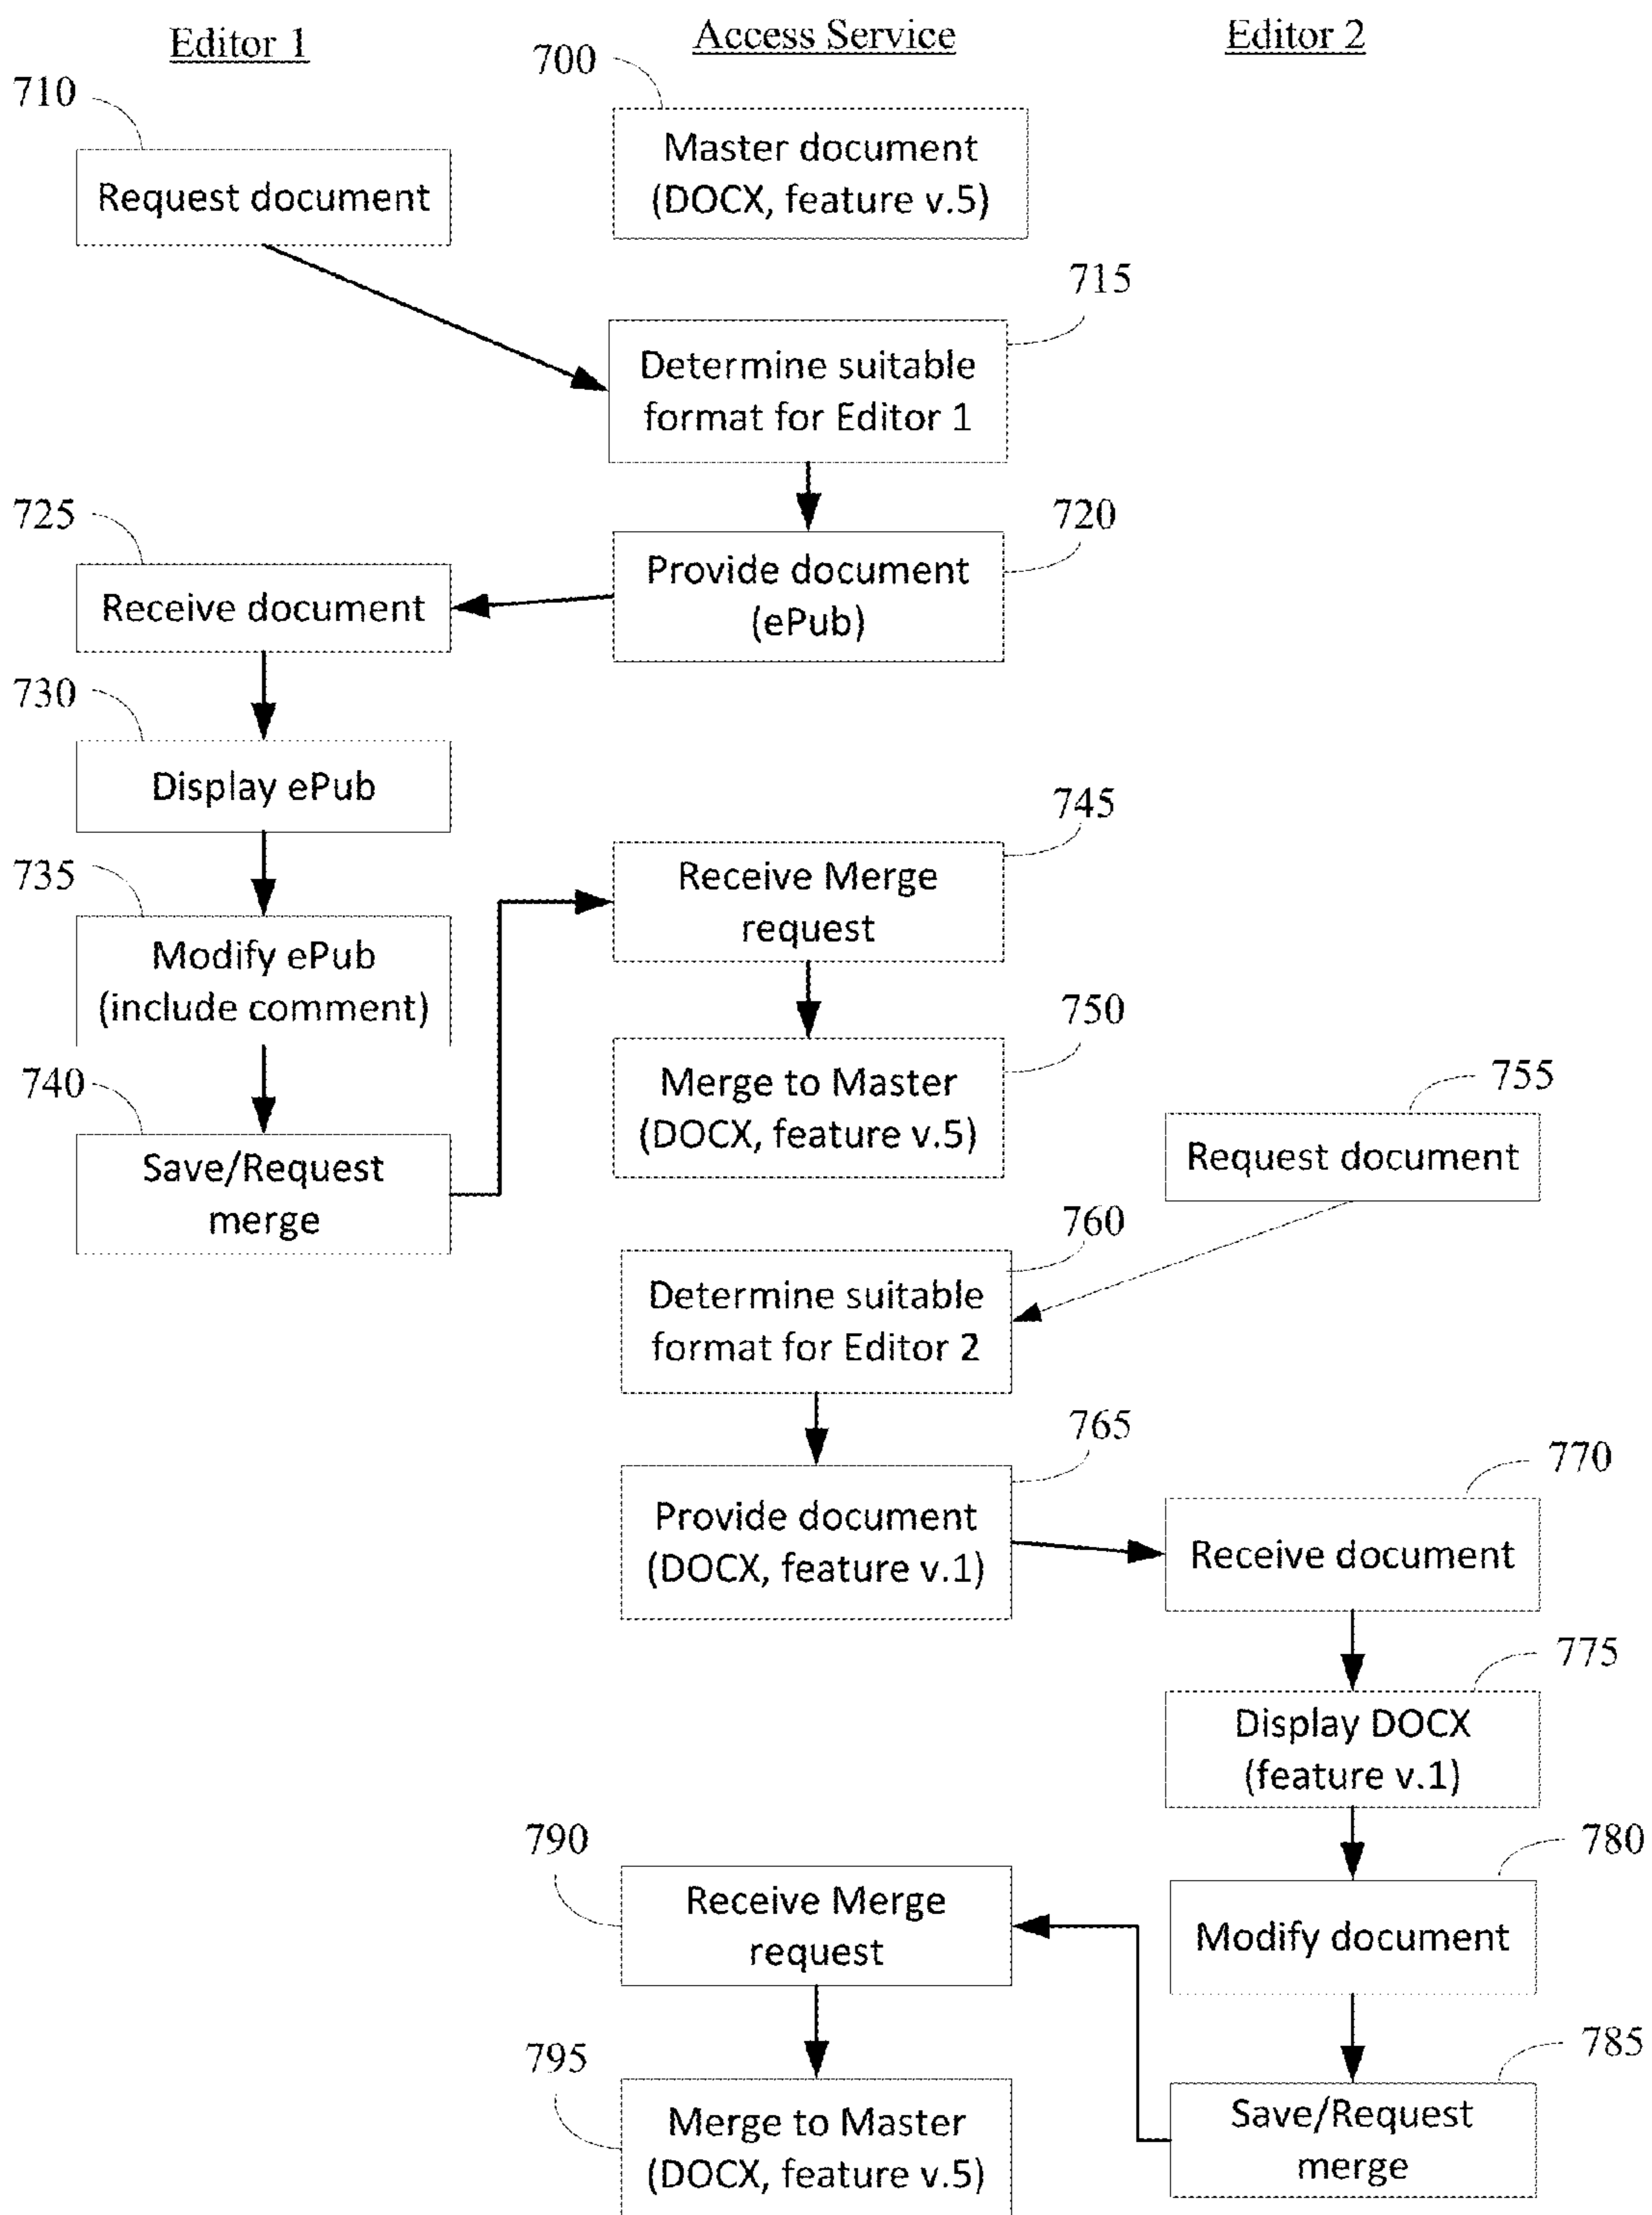 Editor 1
Access Service
Editor 2
700
710
Master document
(DOCX, feature v.5)
Request document
715
Determine suitable
format for Editor 1
725
720
Provide document
(ePub)
Receive document
730
Display ePub
745
735
Receive Merge
request
Modify ePub
(include comment)
750
740
Merge to Master
(DOCX, feature v.5)
755
Request document
Save/Request
merge
760
Determine suitable
format for Editor 2
765
770
Provide document
(DOCX, feature v.1)
Receive document
775
Display DOCX
(feature v.1)
790
780
Receive Merge
request
Modify document
795
785
Merge to Master
(DOCX, feature v.5)
Save/Request
merge